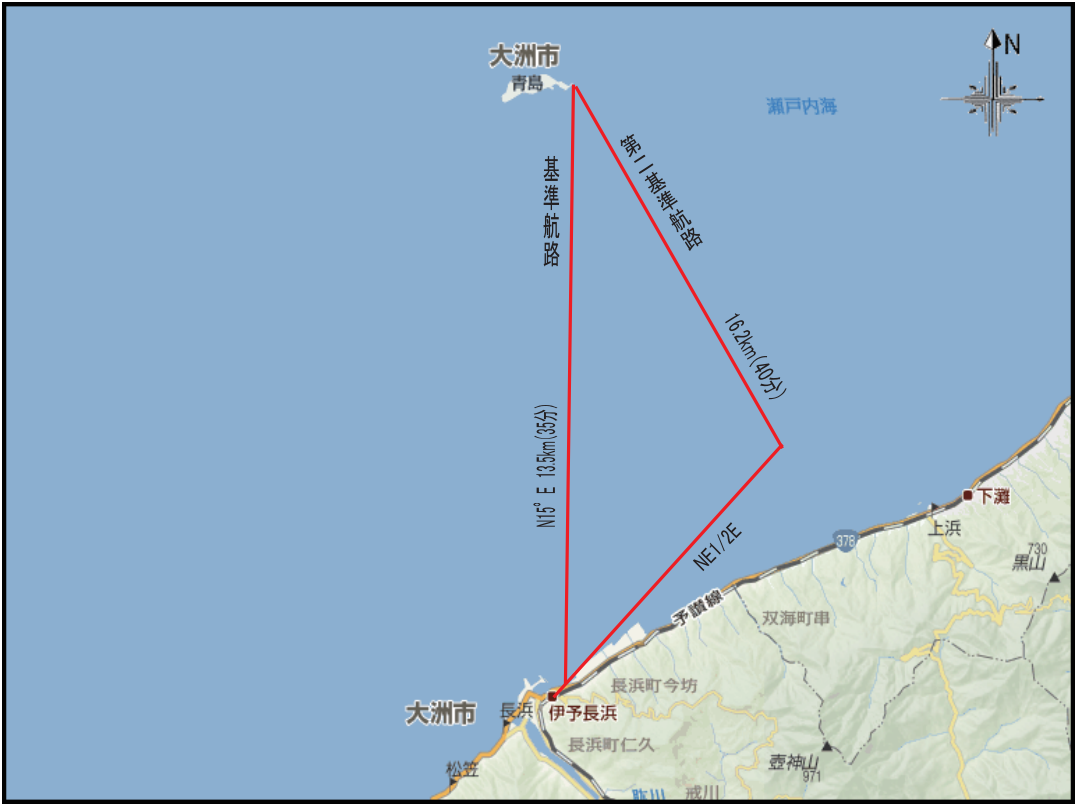 N
大洲市
青島
瀬戸内海
第二基準航路
基準航路
16.2km(40分)
N15° E 13.5km(35分)
NE1/2E
下灘
上浜
378
730
黒山
予讃線
双海町串
長浜町今坊
大洲市
長浜
伊予長浜
長浜町仁久
壺神山
971
松笠
肱川
戒川